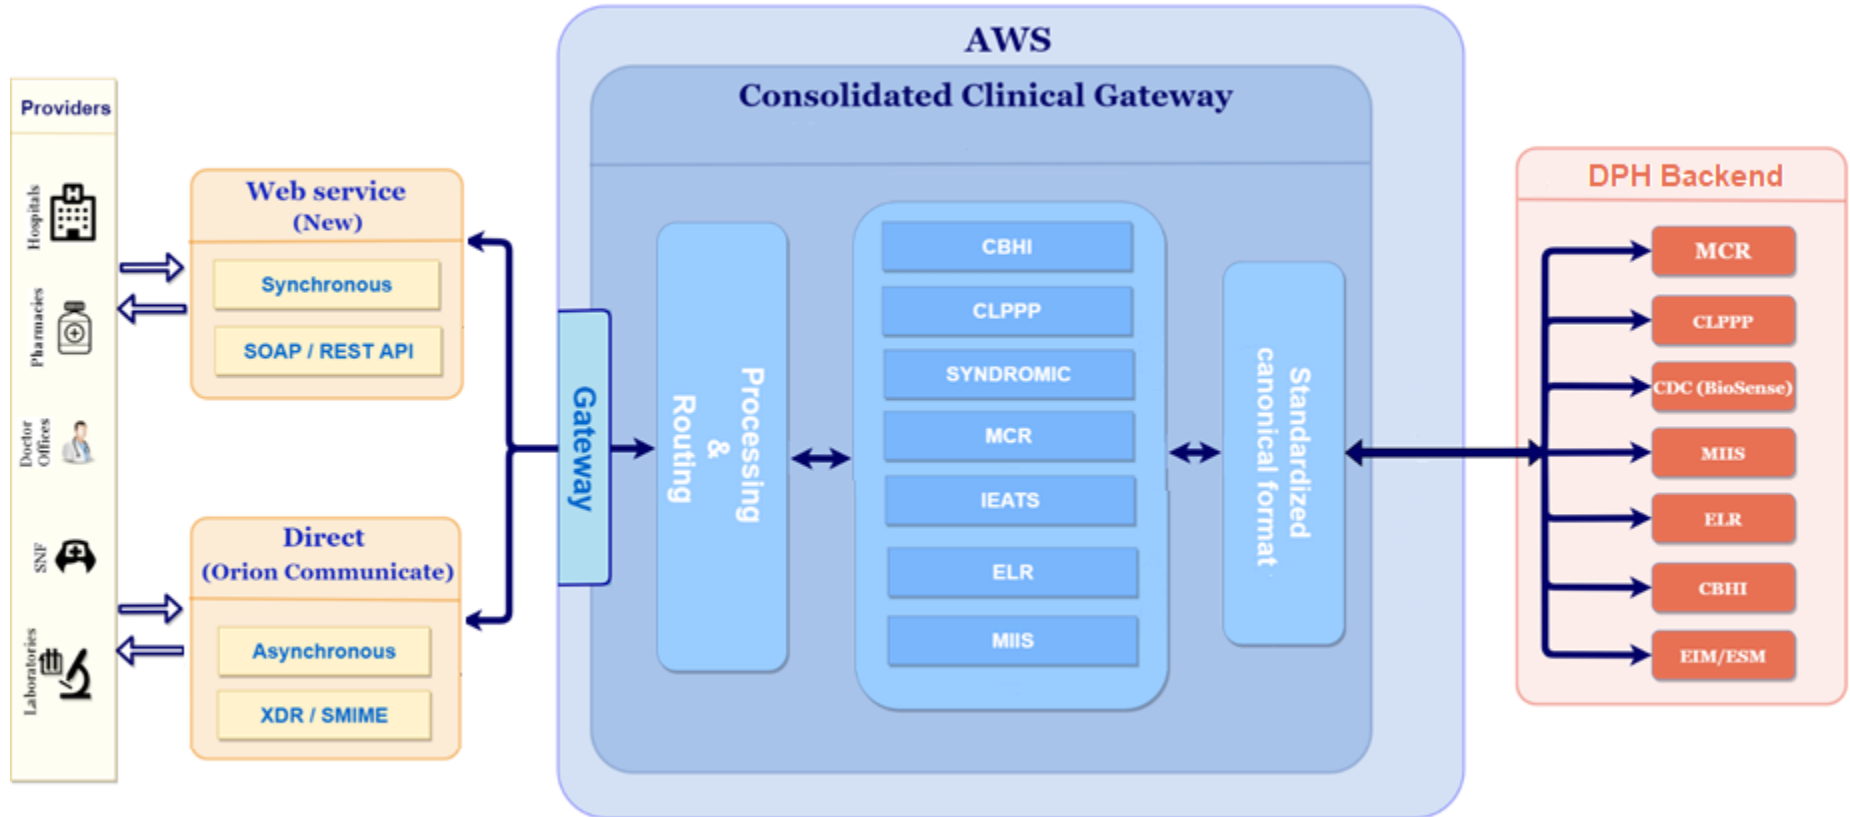 AWS
Consolidated Clinical Gateway
Providers
Hospitals
Pharmacies
Doctor
Offices
SNF
Laboratories
Web service
(New)
Synchronous
SOAP / REST API
Direct
(Orion Communicate)
Asynchronous
XDR / SMIME
Gateway
Processing
&
Routing
CBHI
CLPPP
SYNDROMIC
MCR
IEATS
ELR
MIIS
Standardized
canonical format
DPH Backend
MCR
CLPPP
CDC (BioSense)
MIIS
ELR
CBHI
EIM/ESM